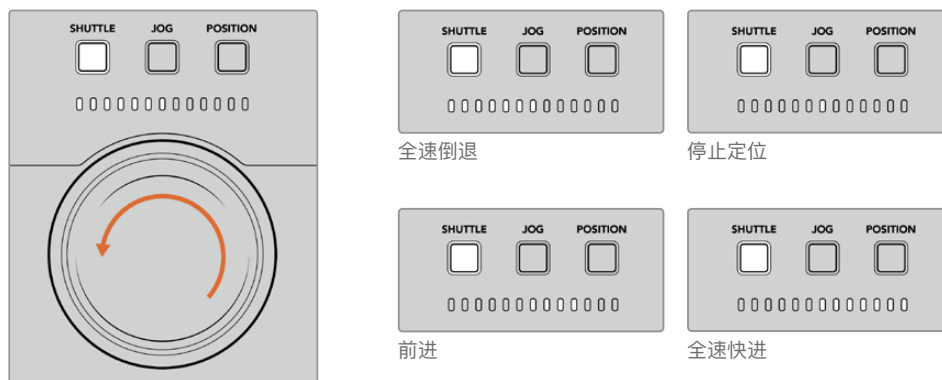 SHUTTLE JOG POSITION
SHUTTLE JOG POSITION
全速倒退
SHUTTLE JOG POSITION
停止定位
SHUTTLE JOG POSITION
前进
SHUTTLE JOG POSITION
全速快进